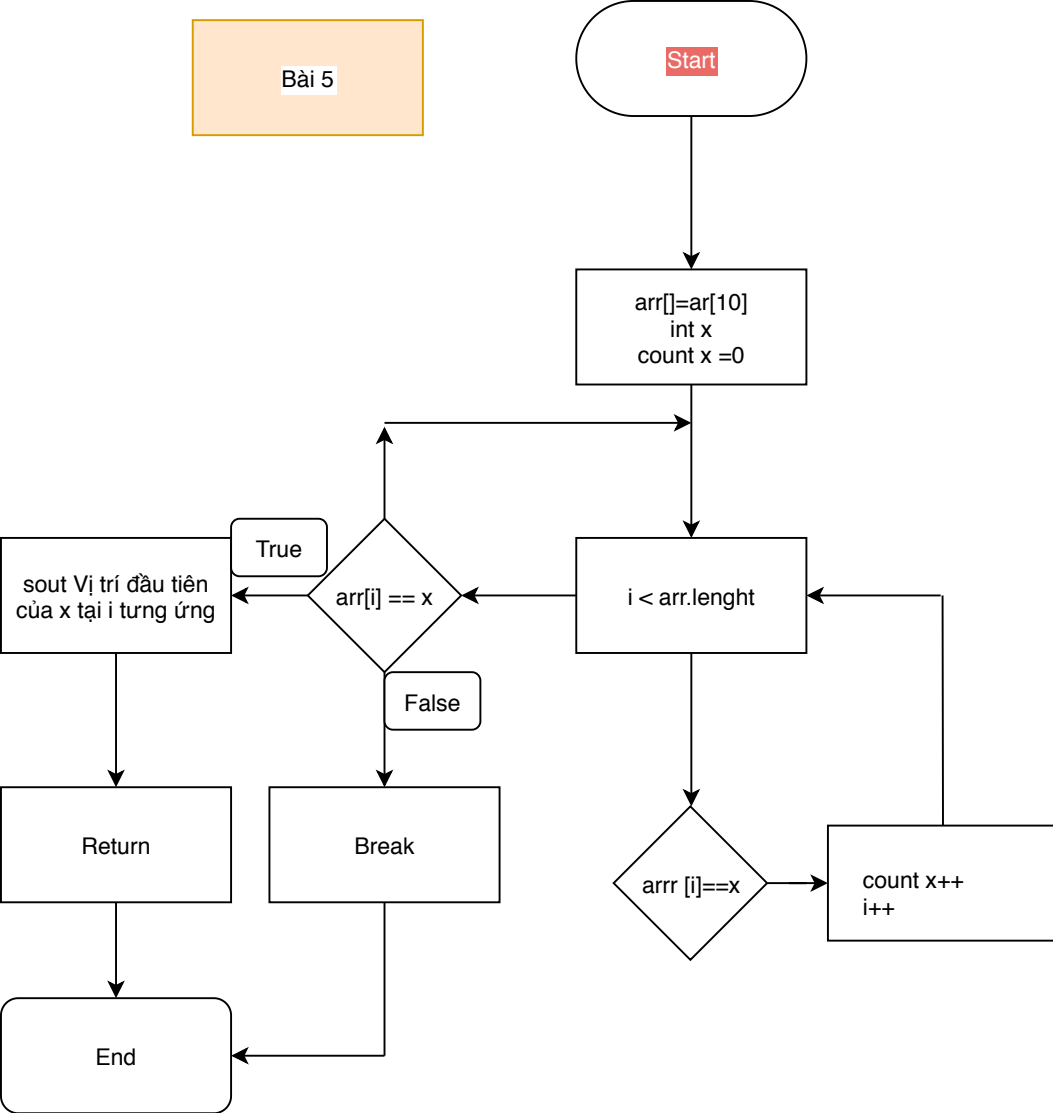 Bài 5
Start
arr[]=ar[10]
int x
count x =0
True
sout Vị trí đầu tiên
của x tại i tưng ứng
arr[i] == x
i < arr.lenght
False
Return
Break
arrr [i]==x
count x++
i++
End